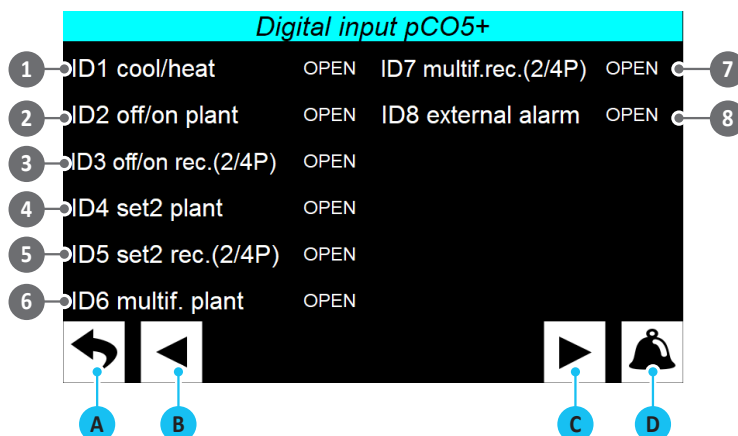 Digital input pCO5+
1 ID1 cool/heat OPEN ID7 multif.rec.(2/4P) OPEN 7
2 ID2 off/on plant OPEN ID8 external alarm OPEN 8
3 ID3 off/on rec.(2/4P) OPEN
4 ID4 set2 plant OPEN
5 ID5 set2 rec.(2/4P) OPEN
6 ID6 multif. plant OPEN
A B C D